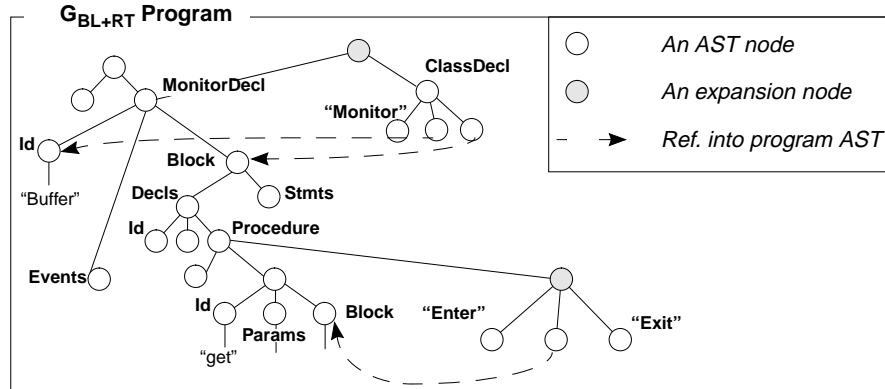 G_BL+RT Program
ClassDecl
An AST node
MonitorDecl
An expansion node
“Monitor”
Id
Ref. into program AST
Block
“Buffer”
Decls
Stmts
Id
Procedure
Events
Id
Block
“Enter”
“Exit”
Params
“get”